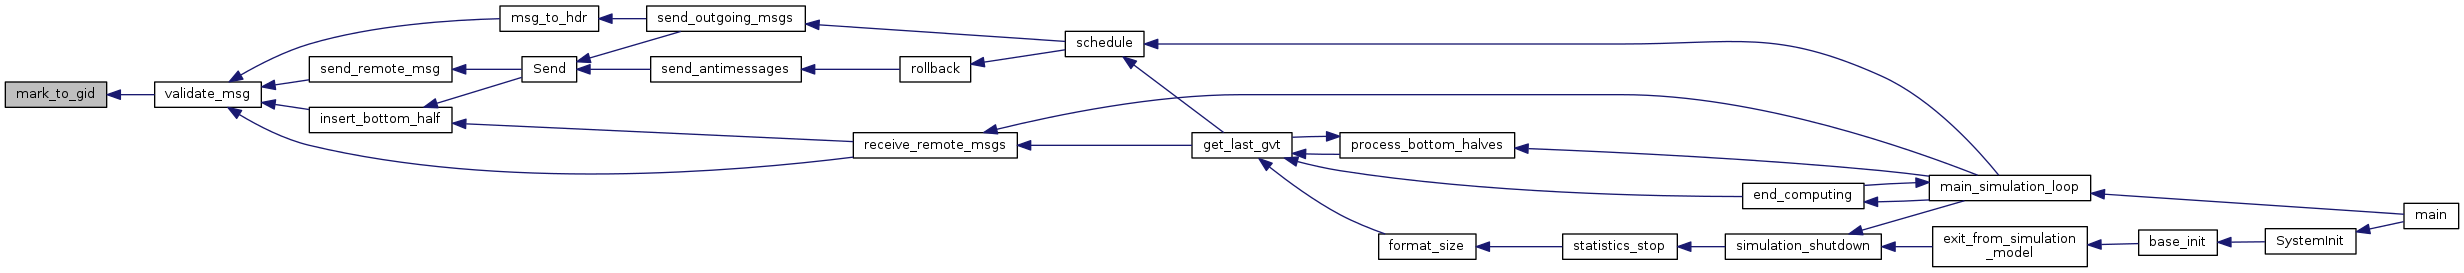 mark_to_gid
validate_msg
msg_to_hdr
send_remote_msg
insert_bottom_half
send_outgoing_msgs
Send
send_antimessages
receive_remote_msgs
rollback
schedule
get_last_gvt
process_bottom_halves
format_size
end_computing
statistics_stop
simulation_shutdown
main_simulation_loop
exit_from_simulation
_model
base_init
SystemInit
main